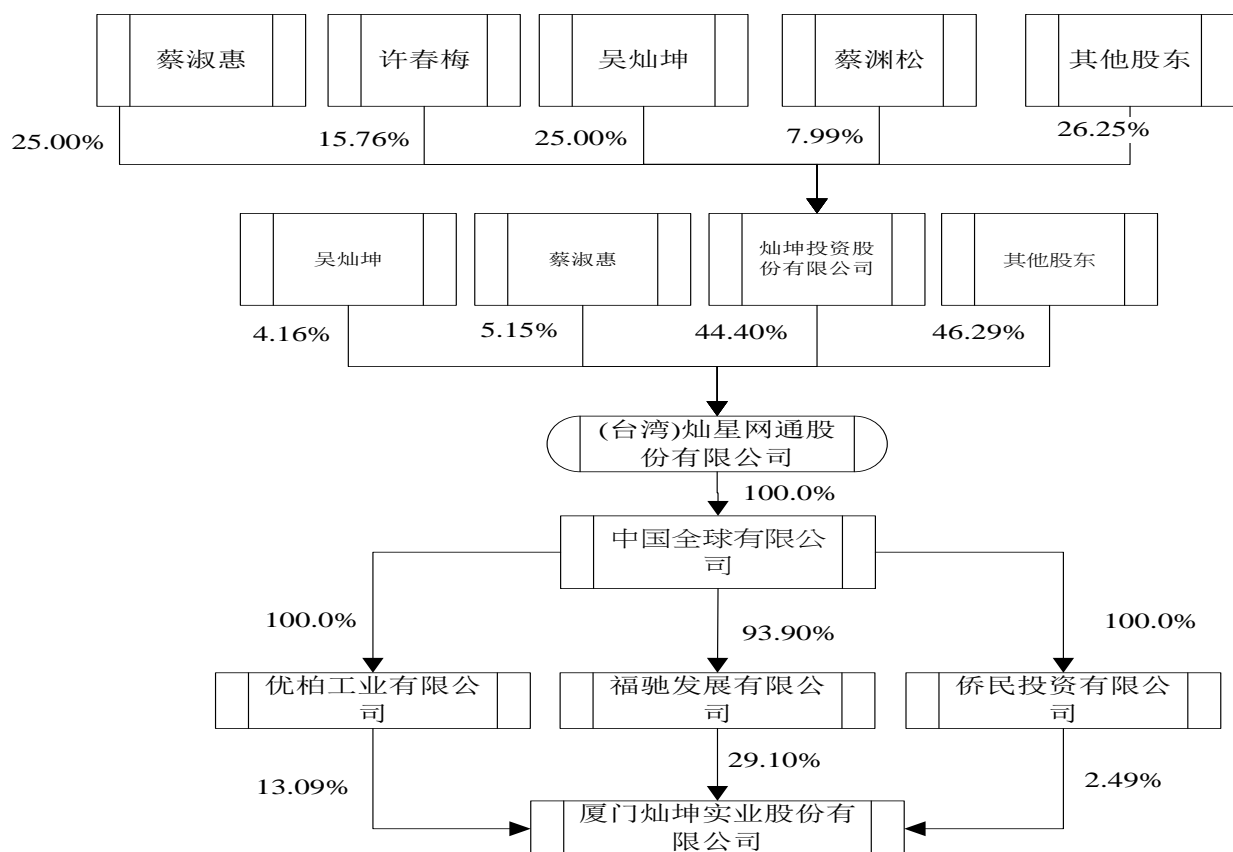 蔡淑惠
许春梅
吴灿坤
蔡渊松
其他股东
25.00%
15.76%
25.00%
7.99%
26.25%
吴灿坤
蔡淑惠
灿坤投资股
份有限公司
其他股东
4.16%
5.15%
44.40%
46.29%
(台湾)灿星网通股
份有限公司
100.0%
中国全球有限公
司
100.0%
93.90%
100.0%
优柏工业有限公
司
福驰发展有限公
司
侨民投资有限公
司
13.09%
29.10%
2.49%
厦门灿坤实业股份有
限公司